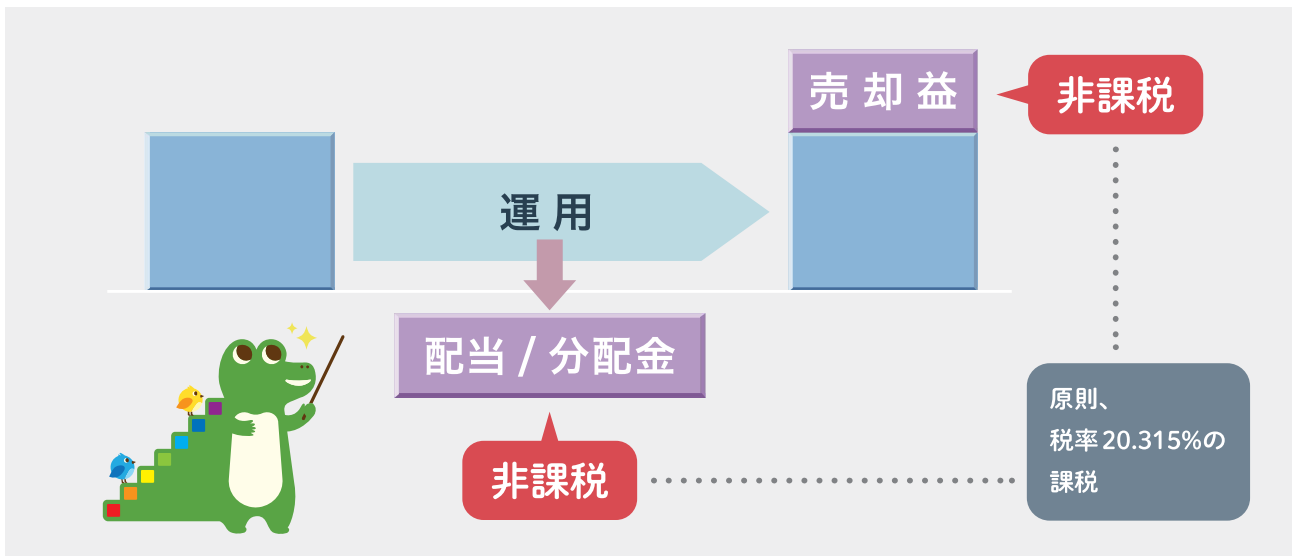 売却益
非課税
運用
配当 / 分配金
非課税
原則、
税率20.315%の
課税